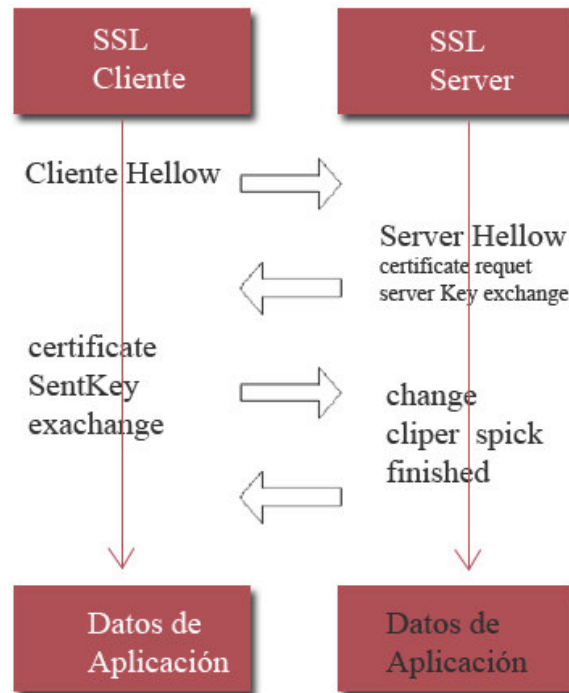 SSL
Cliente
SSL
Server
Cliente Hellow
Server Hellow
certificate requet
server Key exchange
certificate
SentKey
exachange
change
cliper spick
finished
Datos de
Aplicación
Datos de
Aplicación